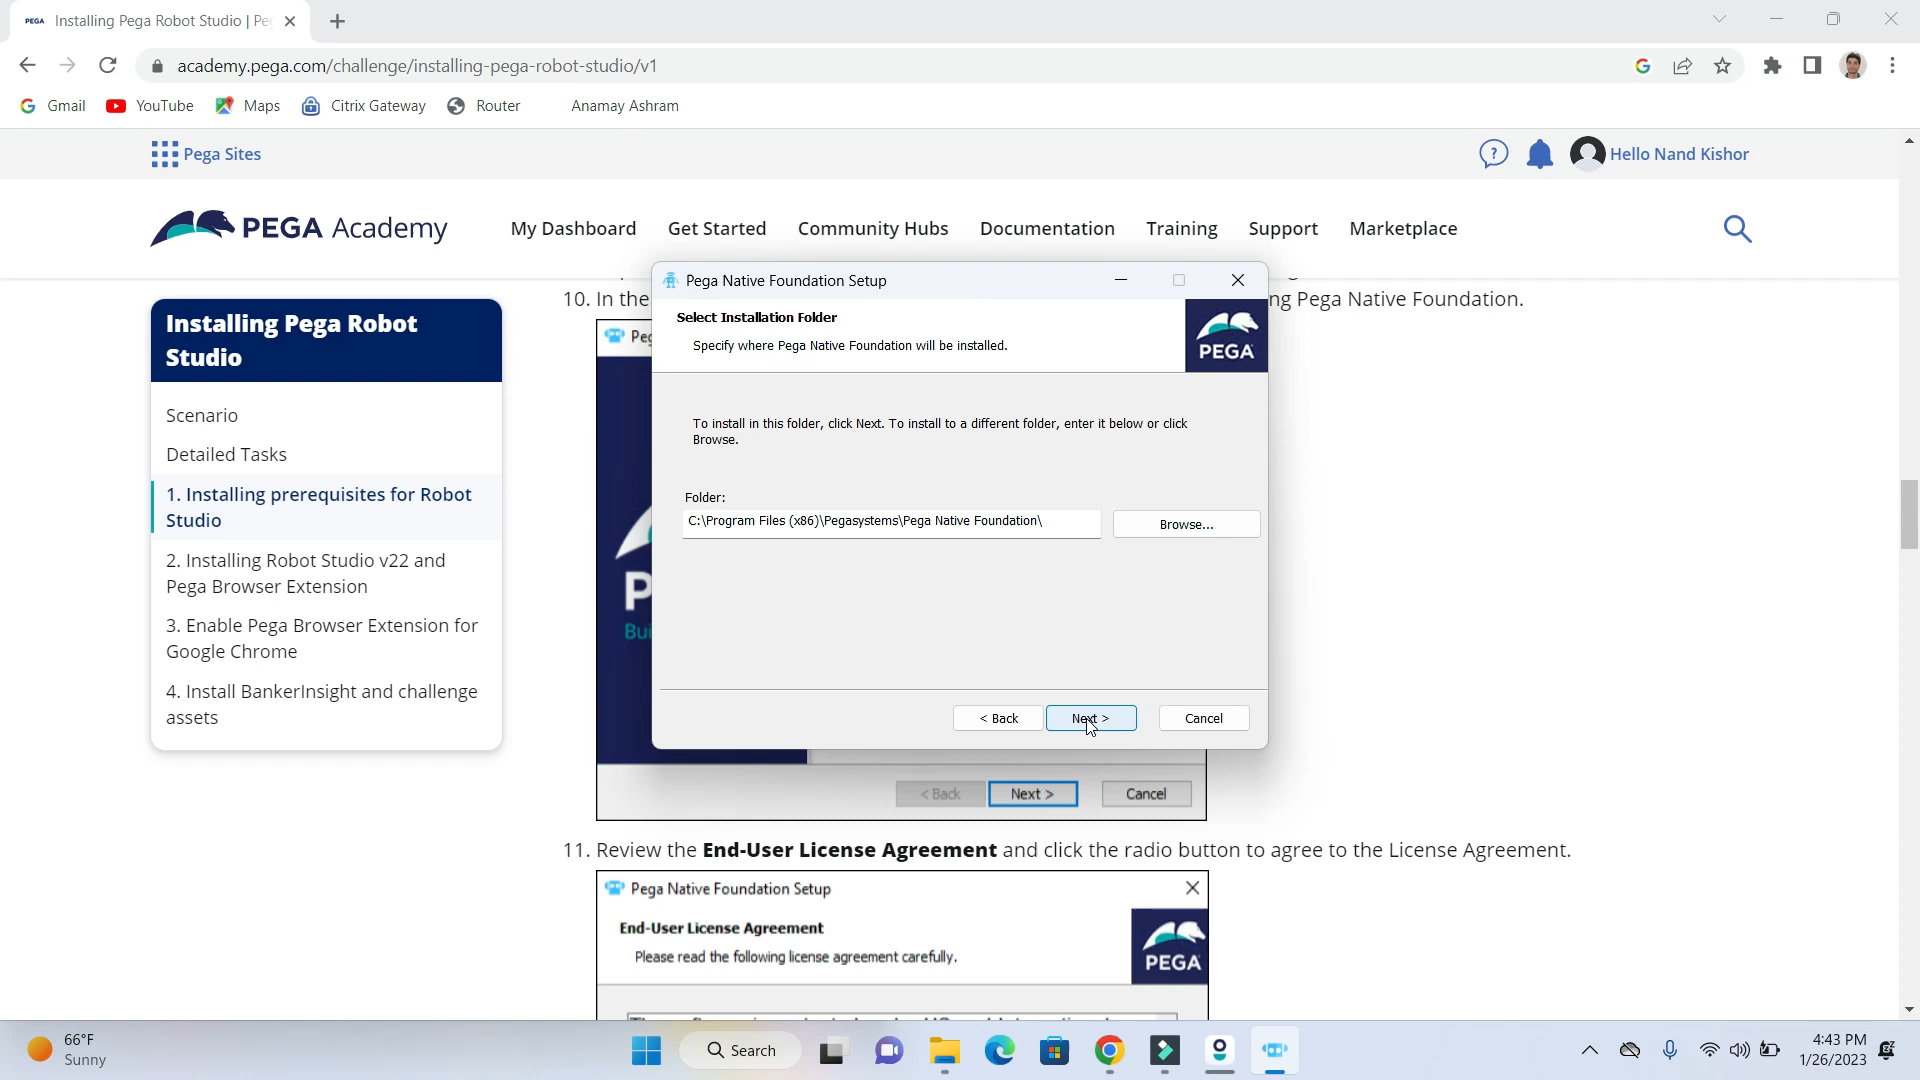 PEGA Installing Pega Robot Studio | Pe
academy.pega.com/challenge/installing-pega-robot-studio/v1
Gmail YouTube Maps Citrix Gateway Router Anamay Ashram
Pega Sites
Hello Nand Kishor
PEGA Academy
My Dashboard Get Started Community Hubs Documentation Training Support Marketplace
Installing Pega Robot
Studio
Scenario
Detailed Tasks
1. Installing prerequisites for Robot
Studio
2. Installing Robot Studio v22 and
Pega Browser Extension
3. Enable Pega Browser Extension for
Google Chrome
4. Install BankerInsight and challenge
assets
10. In the
ng Pega Native Foundation.
Peg
P
Bui
Pega Native Foundation Setup
Select Installation Folder
Specify where Pega Native Foundation will be installed.
PEGA
To install in this folder, click Next. To install to a different folder, enter it below or click
Browse.
Folder:
C:\Program Files (x86)\Pegasystems\Pega Native Foundation\
Browse...
< Back Next > Cancel
< Back Next > Cancel
11. Review the End-User License Agreement and click the radio button to agree to the License Agreement.
Pega Native Foundation Setup
End-User License Agreement
Please read the following license agreement carefully.
PEGA
66°F
Sunny
Search
4:43 PM
1/26/2023